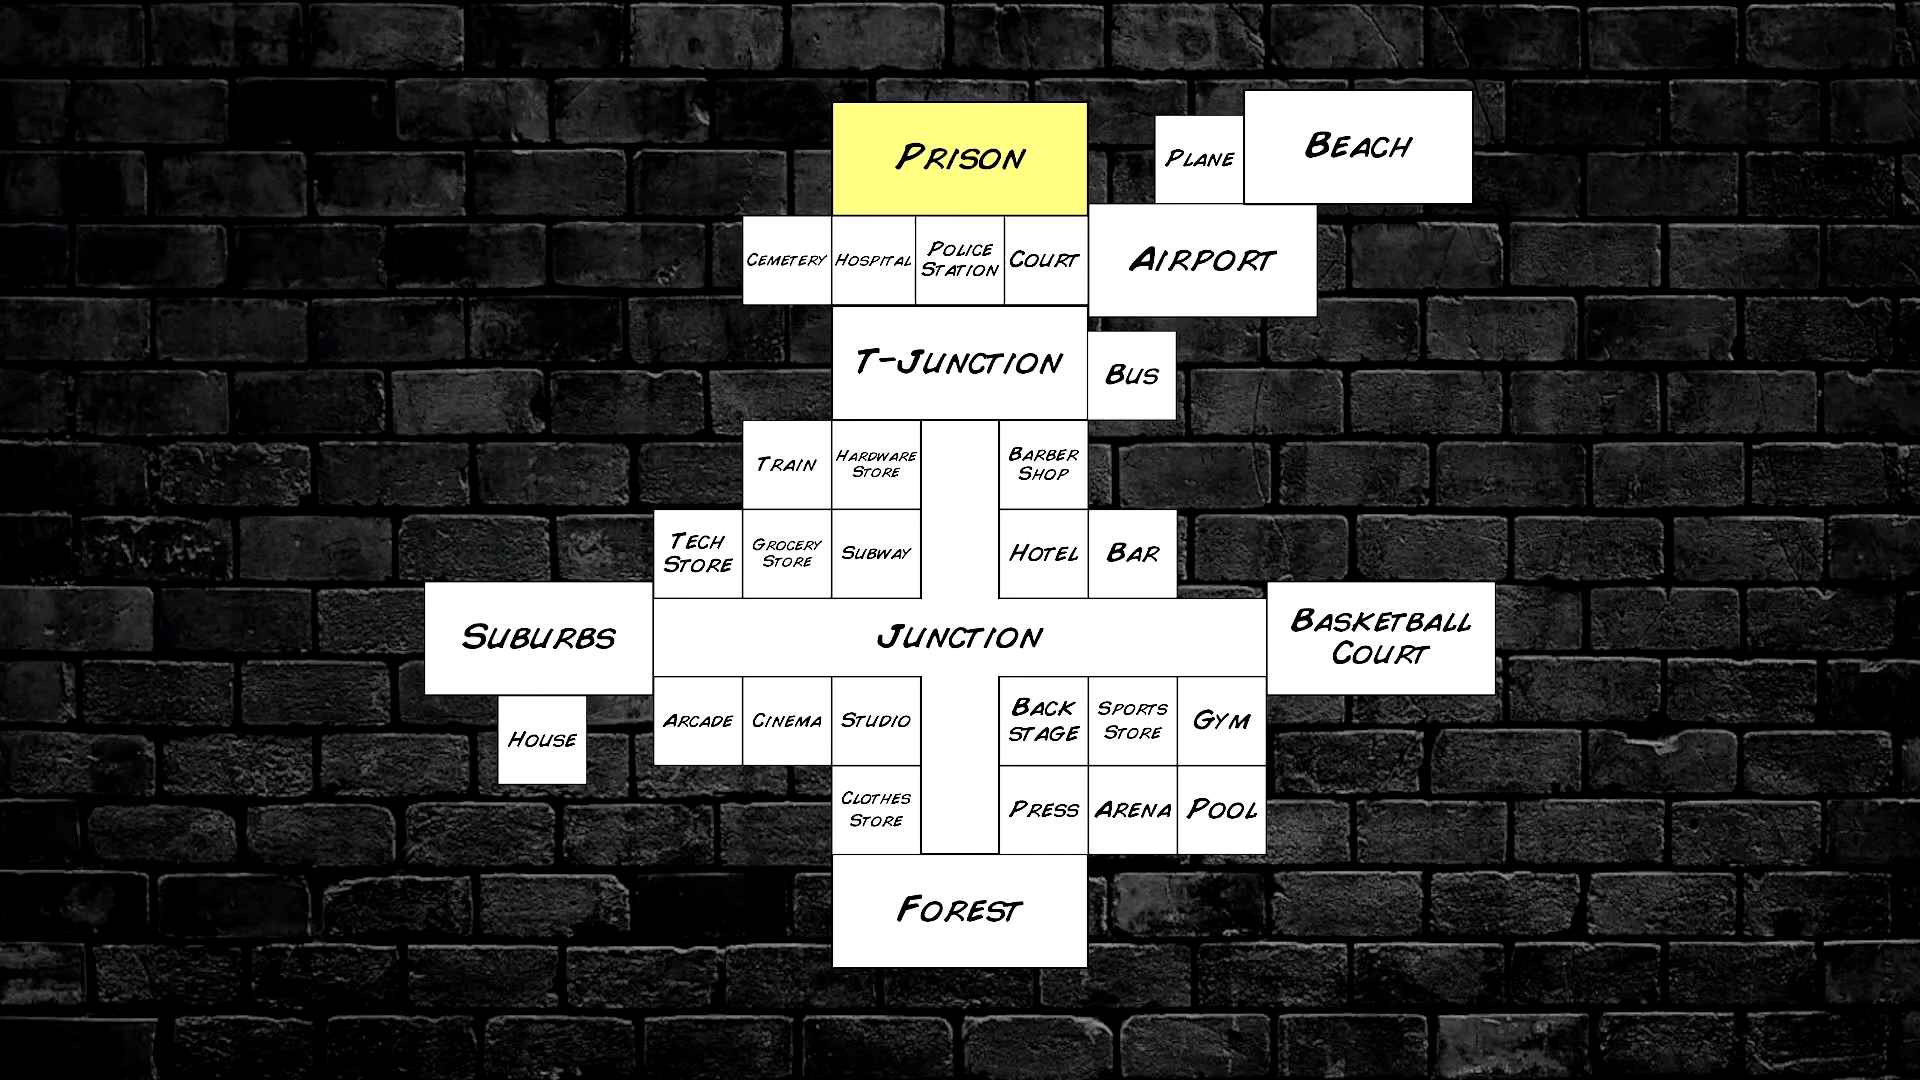 PRISON
PLANE
BEACH
CEMETERY
HOSPITAL
POLICE
STATION
COURT
AIRPORT
T-JUNCTION
BUS
TRAIN
HARDWARE
STORE
BARBER
SHOP
TECH
STORE
GROCERY
STORE
SUBWAY
HOTEL
BAR
SUBURBS
JUNCTION
BASKETBALL
COURT
HOUSE
ARCADE
CINEMA
STUDIO
BACK
STAGE
SPORTS
STORE
GYM
CLOTHES
STORE
PRESS
ARENA
POOL
FOREST